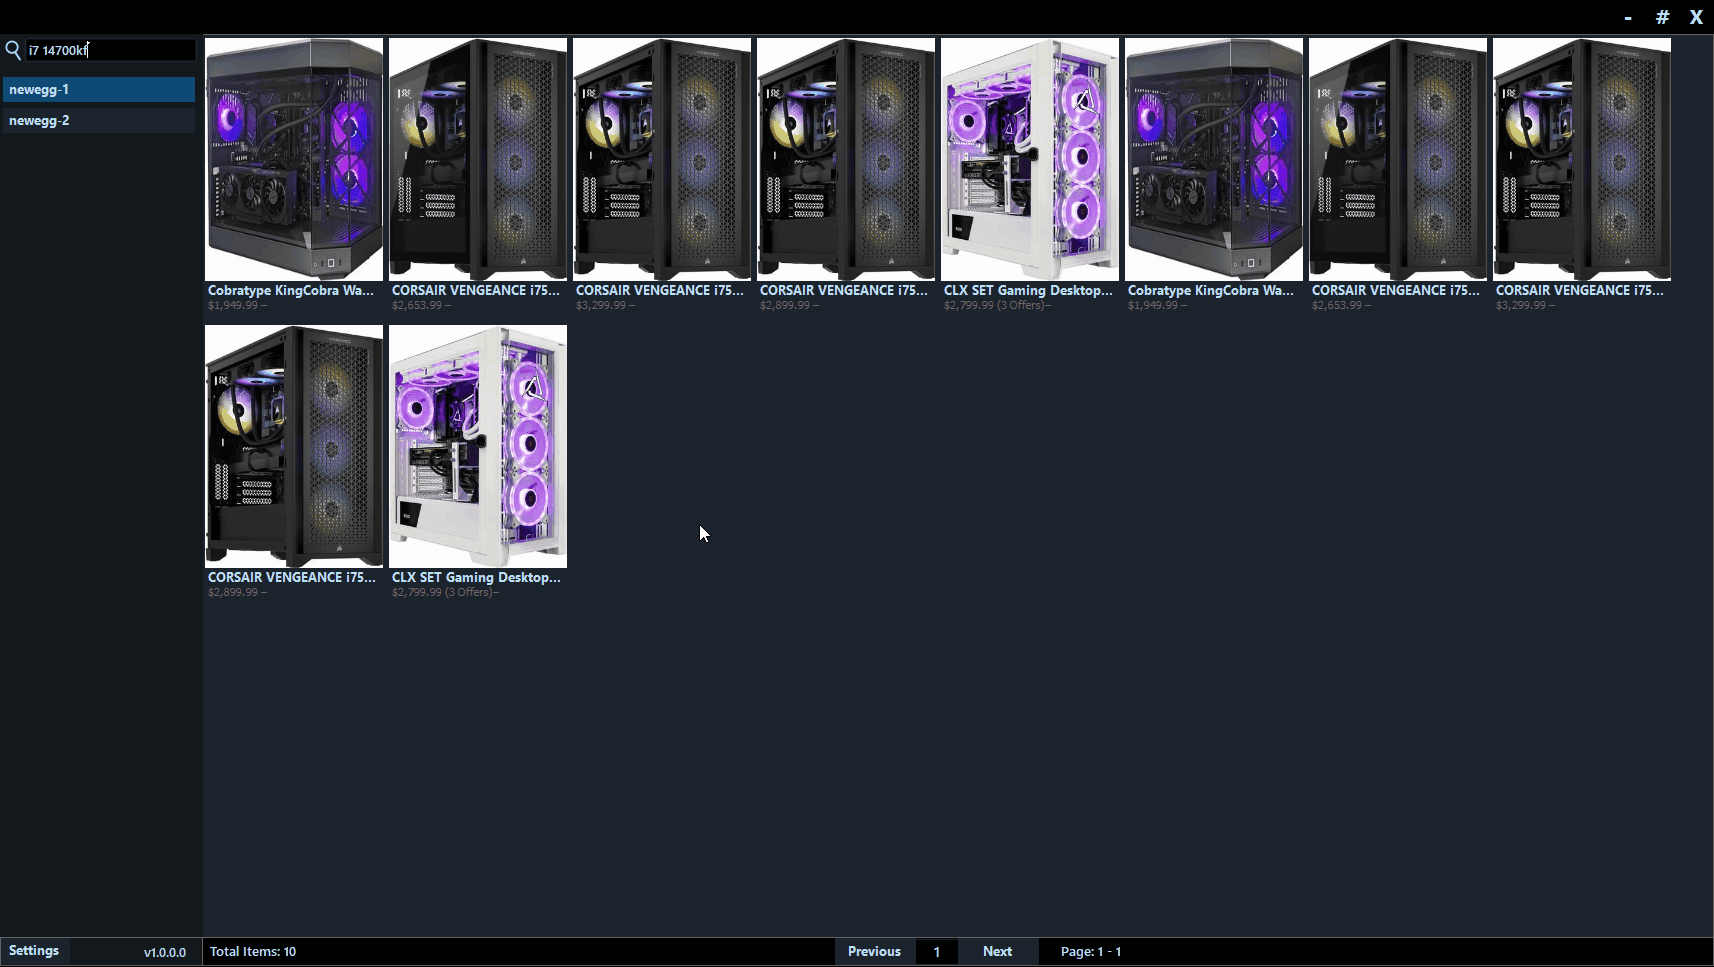 - # X
i7 14700kf
newegg-1
newegg-2
Cobratype KingCobra Wa...
$1,949.99 –
CORSAIR VENGEANCE i75...
$2,653.99 –
CORSAIR VENGEANCE i75...
$3,299.99 –
CORSAIR VENGEANCE i75...
$2,899.99 –
CLX SET Gaming Desktop...
$2,799.99 (3 Offers)–
Cobratype KingCobra Wa...
$1,949.99 –
CORSAIR VENGEANCE i75...
$2,653.99 –
CORSAIR VENGEANCE i75...
$3,299.99 –
CORSAIR VENGEANCE i75...
$2,899.99 –
CLX SET Gaming Desktop...
$2,799.99 (3 Offers)–
Settings
v1.0.0.0
Total Items: 10
Previous
1
Next
Page: 1 - 1